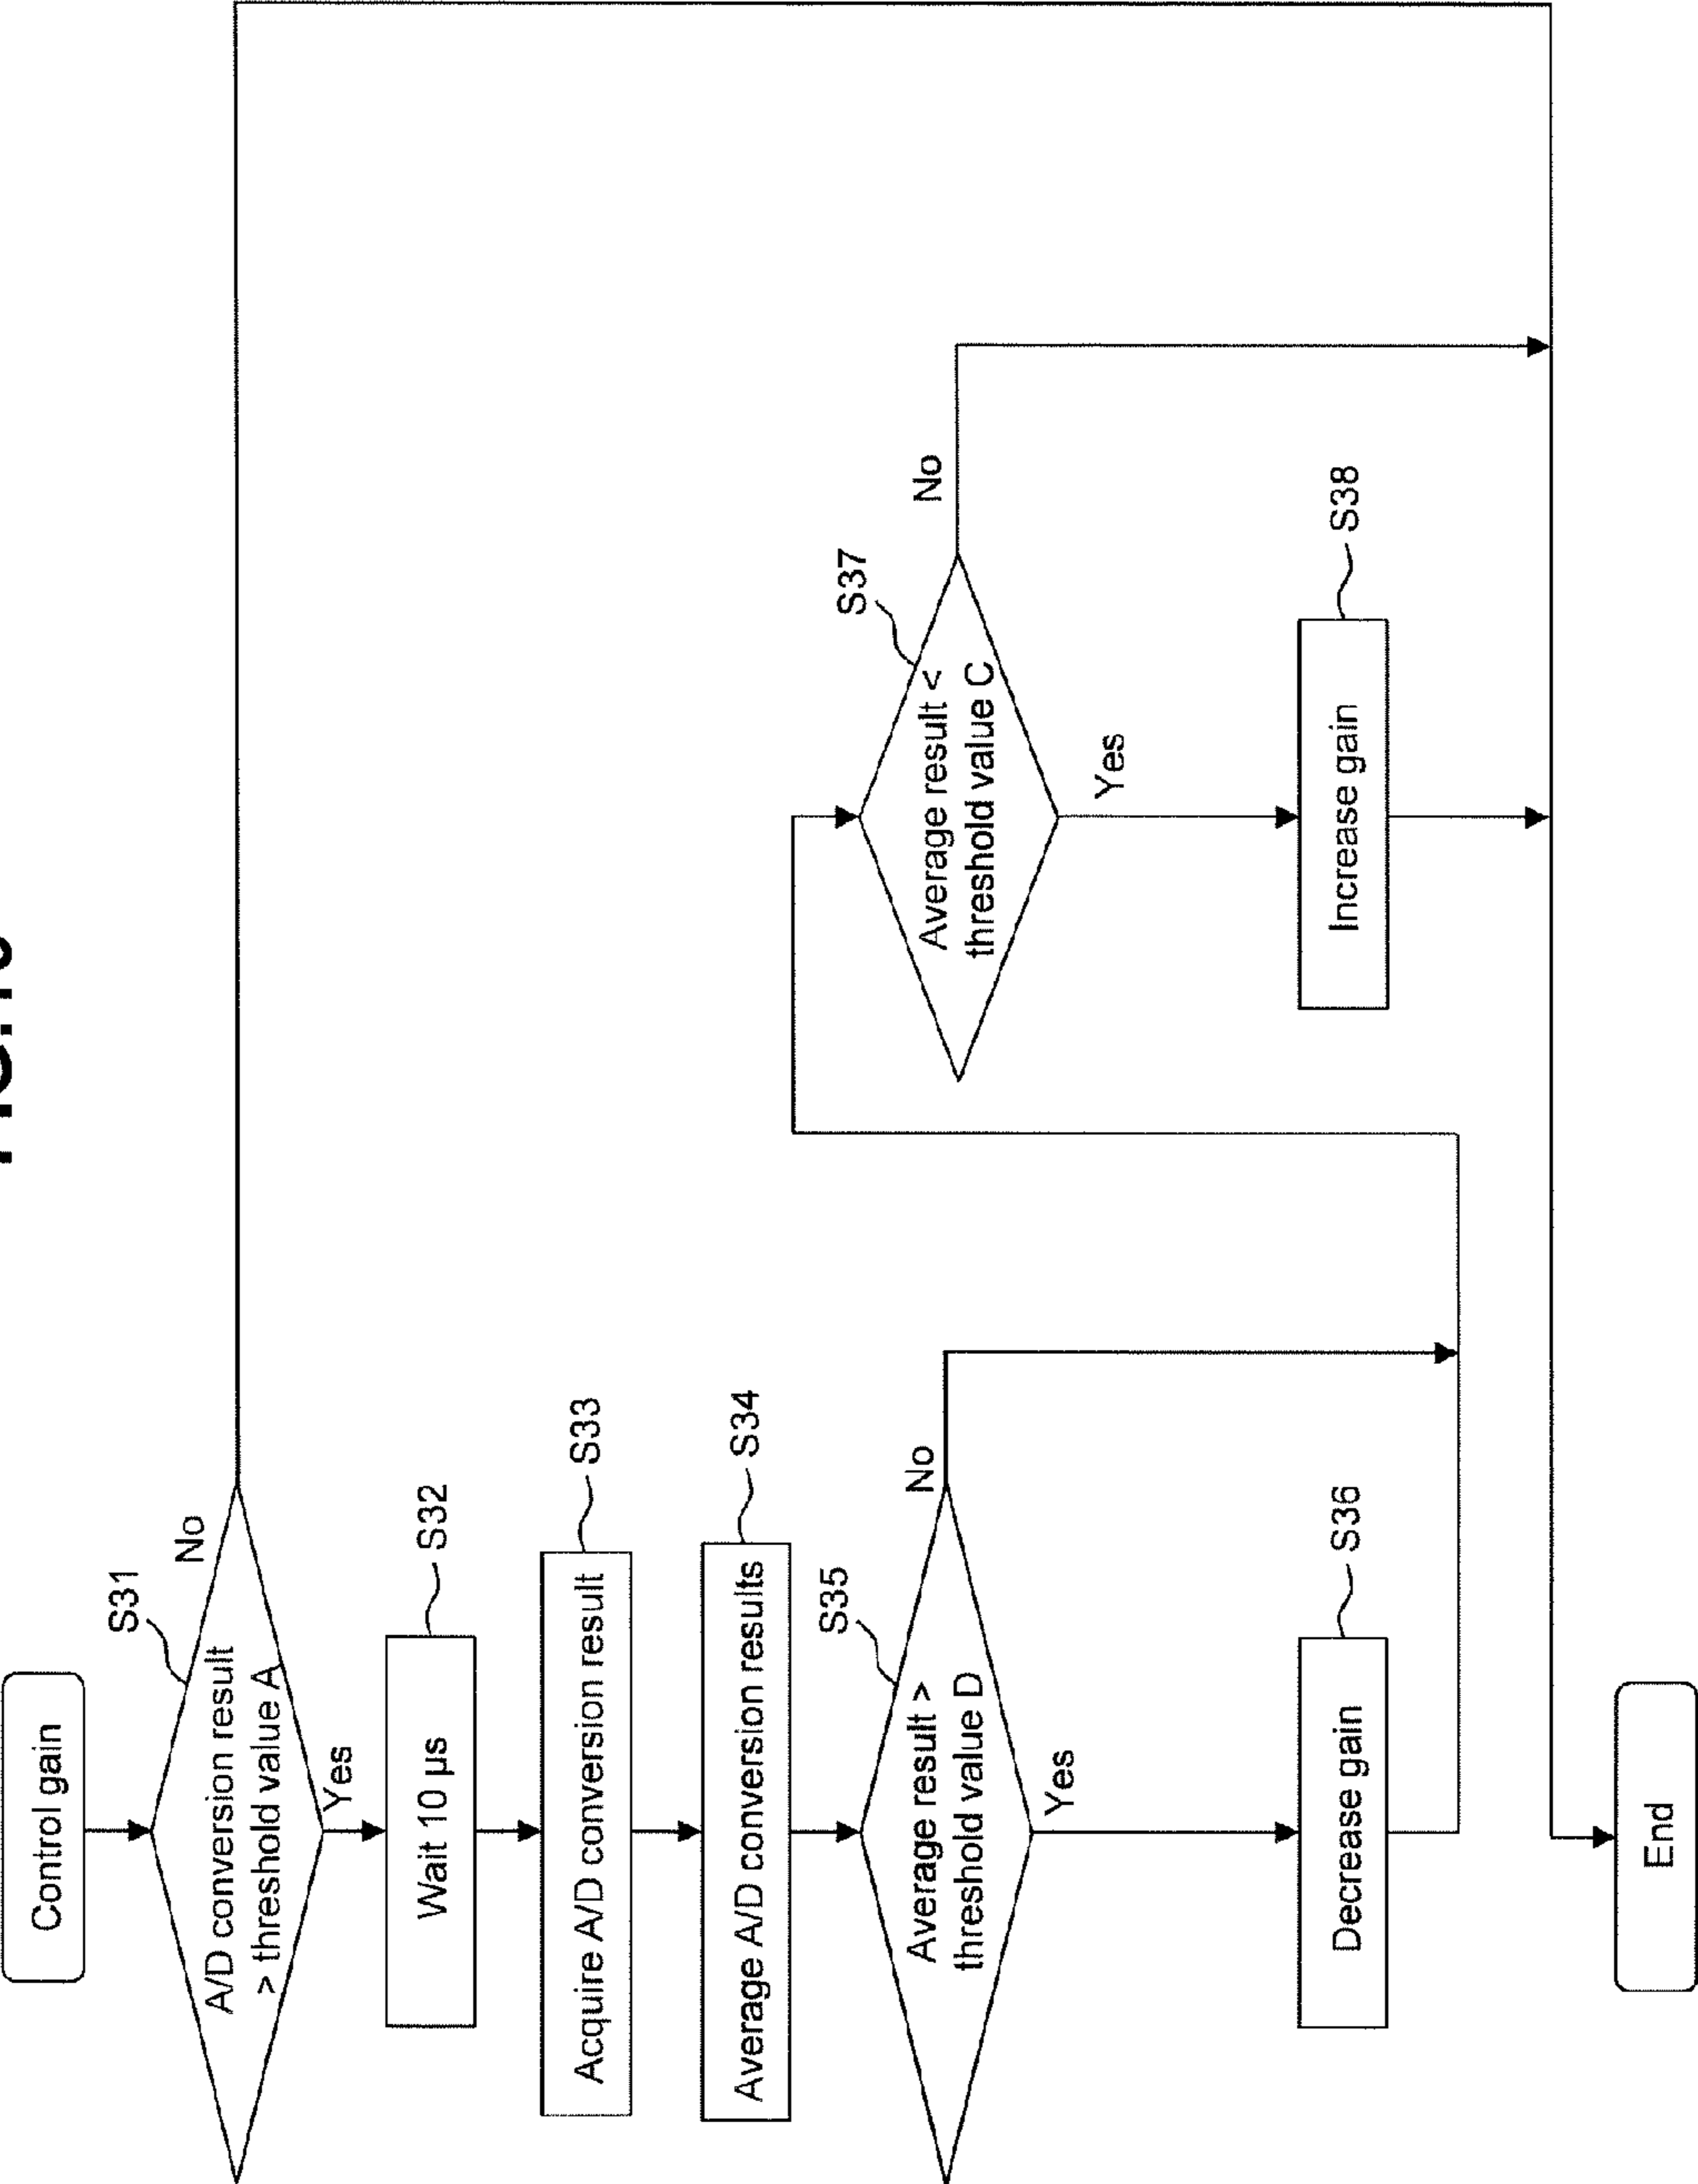 Control gain
S31
A/D conversion result
> threshold value A
No
Yes
Wait 10 μs
S32
Acquire A/D conversion result
S33
Average A/D conversion results
S34
S35
Average result >
threshold value D
No
Yes
Decrease gain
S36
S37
Average result <
threshold value C
No
Yes
Increase gain
S38
End